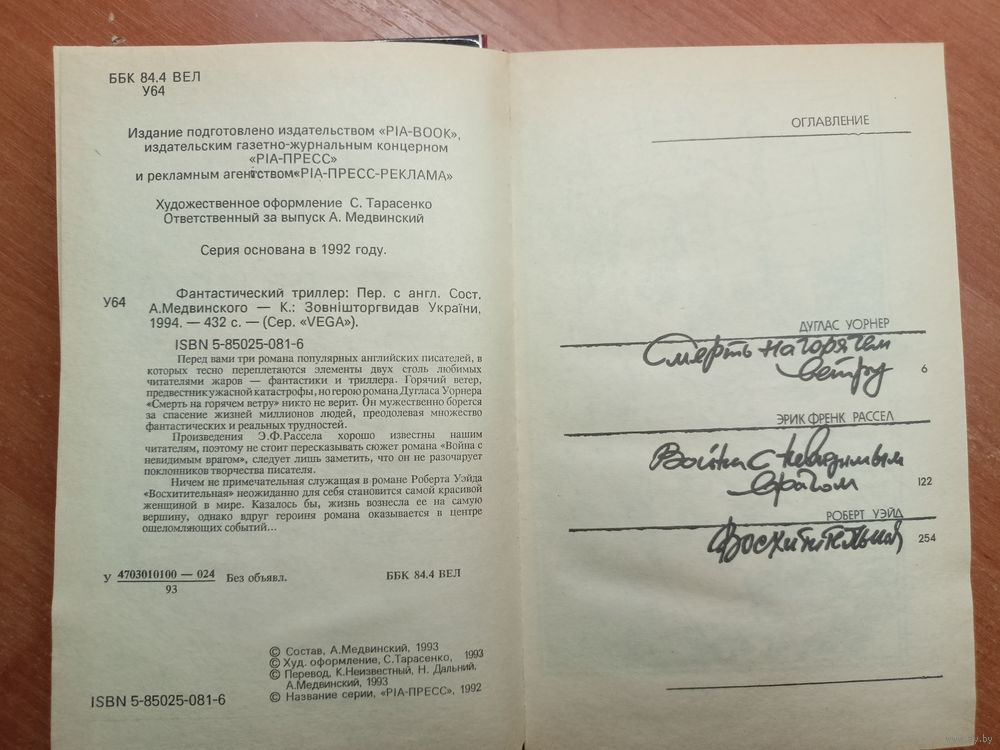 ББК 84.4 ВЕЛ
У64
Издание подготовлено издательством «РІА-BOOK»,
издательским газетно-журнальным концерном
«РІА-ПРЕСС»
и рекламным агентством«РІА-ПРЕСС-РЕКЛАМА»
Художественное оформление С. Тарасенко
Ответственный за выпуск А. Медвинский
Серия основана в 1992 году.
У64
Фантастический триллер: Пер. с англ. Сост.
А.Медвинского — К.: Зовнішторгвидав України,
1994. — 432 с. — (Сер. «VEGA»).
ISBN 5-85025-081-6
Перед вами три романа популярных английских писателей, в
которых тесно переплетаются элементы двух столь любимых
читателями жаров — фантастики и триллера. Горячий ветер,
предвестник ужасной катастрофы, но герою романа Дугласа Уорнера
«Смерть на горячем ветру» никто не верит. Он мужественно борется
за спасение жизней миллионов людей, преодолевая множество
фантастических и реальных трудностей.
Произведения Э.Ф.Рассела хорошо известны нашим
читателям, поэтому не стоит пересказывать сюжет романа «Война с
невидимым врагом», следует лишь заметить, что он не разочарует
поклонников творчества писателя.
Ничем не примечательная служащая в романе Роберта Уэйда
«Восхитительная» неожиданно для себя становится самой красивой
женщиной в мире. Казалось бы, жизнь вознесла ее на самую
вершину, однако вдруг героиня романа оказывается в центре
ошеломляющих событий...
У 4703010100 — 024 Без объявл. ББК 84.4 ВЕЛ
93
© Состав, А.Медвинский, 1993
© Худ. оформление, С.Тарасенко, 1993
© Перевод, К.Неизвестный, Н. Дальний,
А.Медвинский, 1993
© Название серии, «РІА-ПРЕСС», 1992
ISBN 5-85025-081-6
ОГЛАВЛЕНИЕ
ДУГЛАС УОРНЕР
Смерть на горячем
ветру 6
ЭРИК ФРЕНК РАССЕЛ
Война с невидимым
врагом 122
РОБЕРТ УЭЙД
Восхитительная 254
ay.by